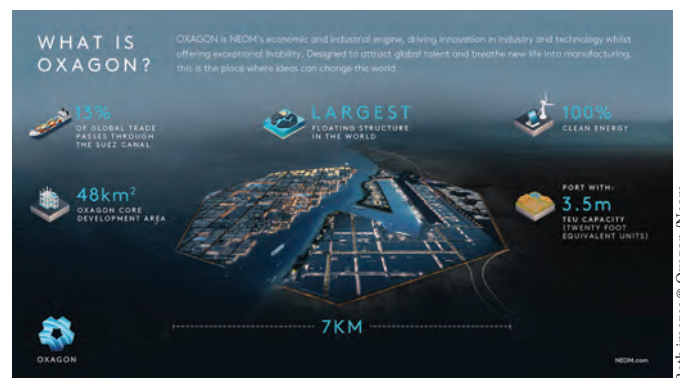 WHAT IS
OXAGON?
OXAGON is NEOM's economic and industrial engine, driving innovation in industry and technology whilst
offering exceptional livability. Designed to attract global talent and breathe new life into manufacturing,
this is the place where ideas can change the world
13%
OF GLOBAL TRADE
PASSES THROUGH
THE SUEZ CANAL
LARGEST
FLOATING STRUCTURE
IN THE WORLD
100%
CLEAN ENERGY
48km²
OXAGON CORE
DEVELOPMENT AREA
PORT WITH:
3.5m
TEU CAPACITY
(TWENTY FOOT
EQUIVALENT UNITS)
7KM
OXAGON
NEOM.com
Both images © Oxagon/Neom